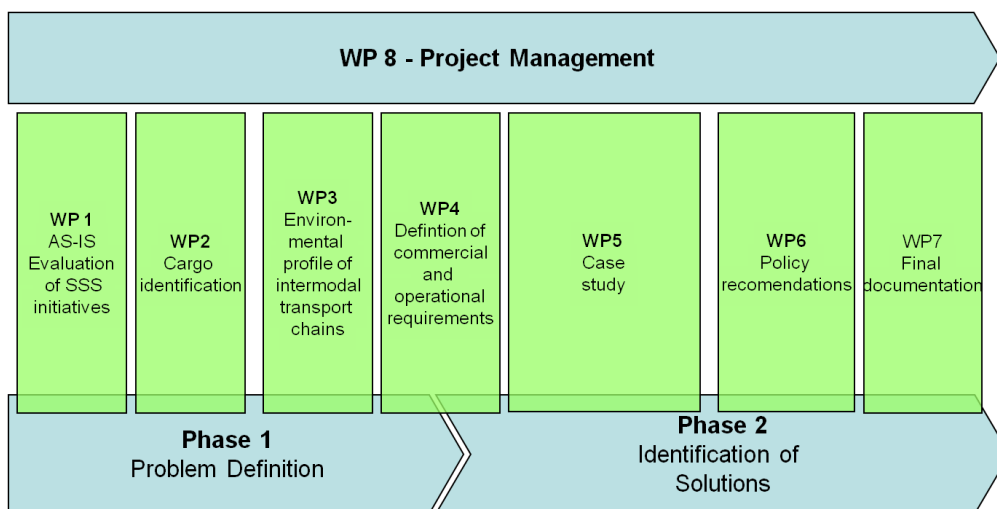 WP 8 - Project Management
WP 1
AS-IS
Evaluation
of SSS
initiatives
WP2
Cargo
identification
WP3
Environ-
mental
profile of
intermodal
transport
chains
WP4
Defintion of
commercial
and
operational
requirements
WP5
Case
study
WP6
Policy
recomendations
WP7
Final
documentation
Phase 1
Problem Definition
Phase 2
Identification of
Solutions